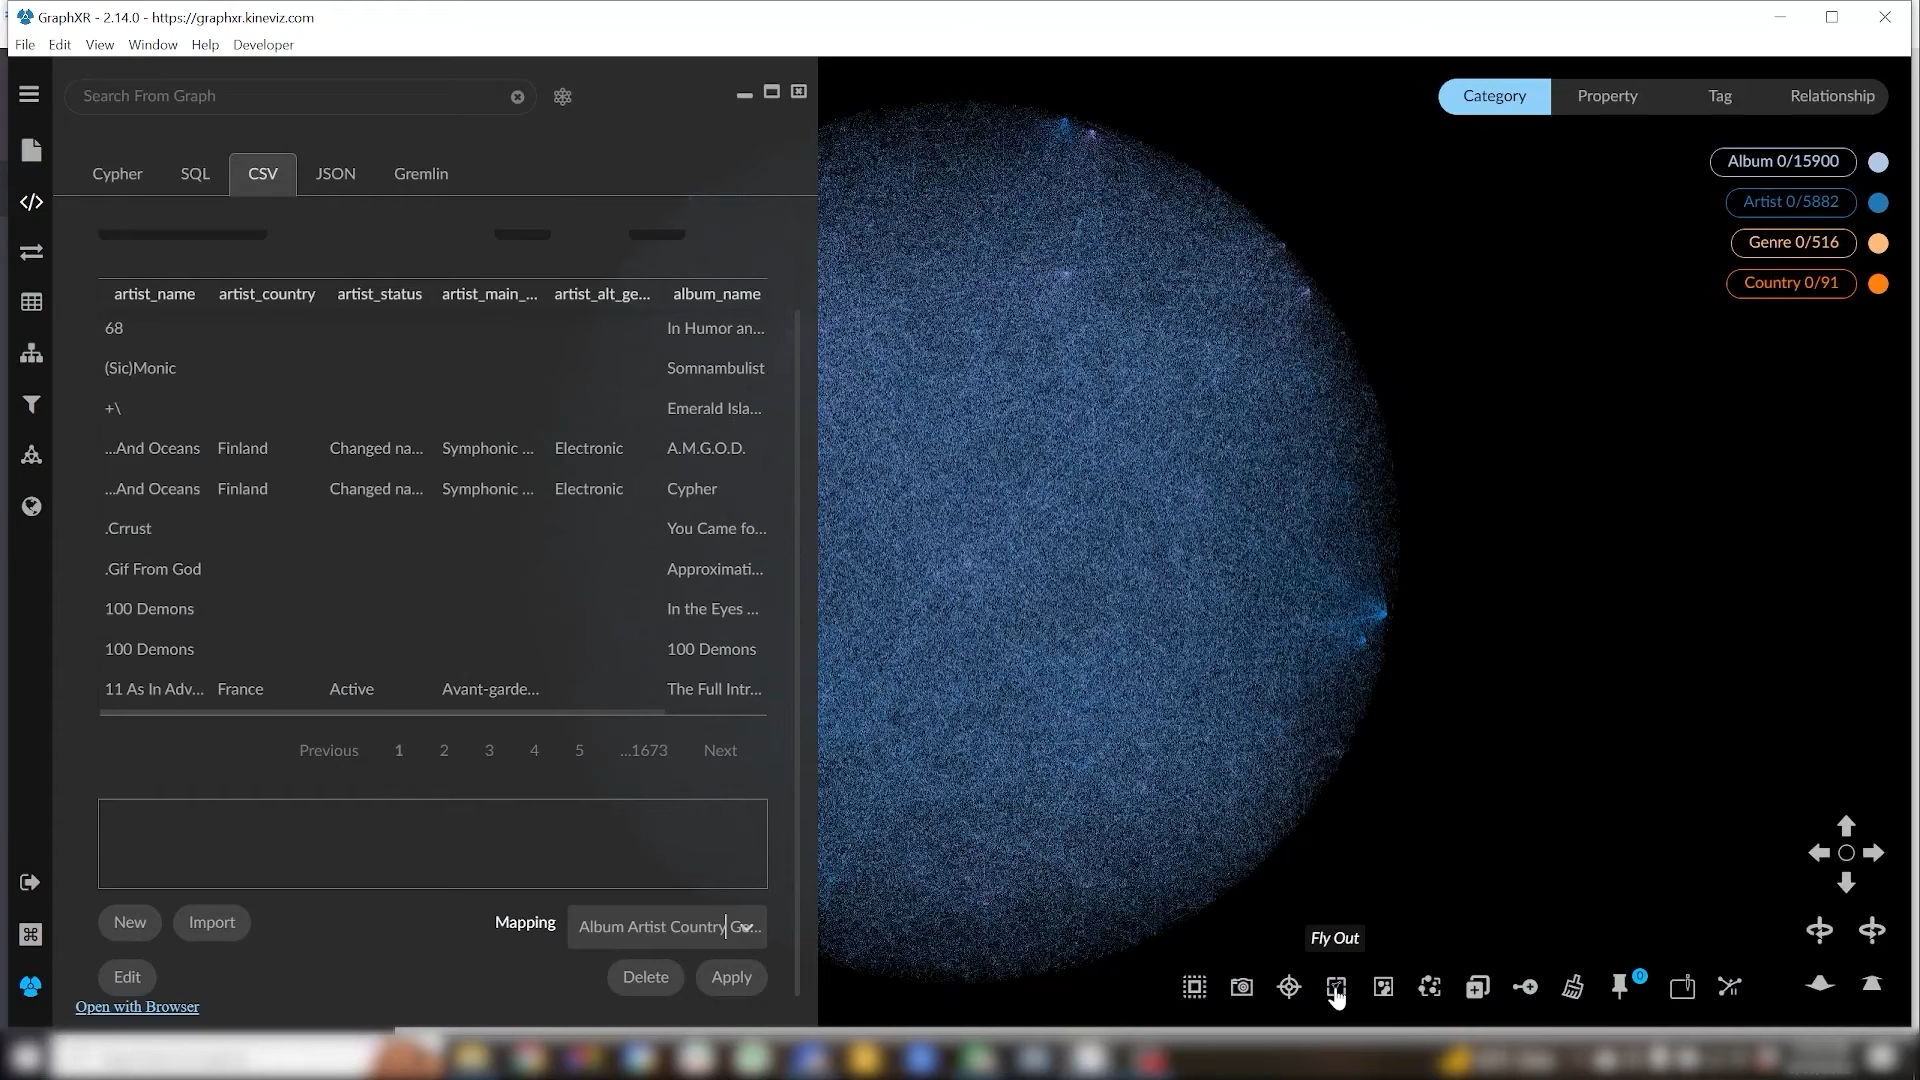 GraphXR - 2.14.0 - https://graphxr.kineviz.com
File Edit View Window Help Developer
Search From Graph
Category Property Tag Relationship
Cypher SQL CSV JSON Gremlin
Album 0/15900
Artist 0/5882
Genre 0/516
Country 0/91
artist_name artist_country artist_status artist_main_... artist_alt_ge... album_name
68 In Humor an...
(Sic)Monic Somnambulist
+\ Emerald Isla...
...And Oceans Finland Changed na... Symphonic ... Electronic A.M.G.O.D.
...And Oceans Finland Changed na... Symphonic ... Electronic Cypher
.Crrust You Came fo...
.Gif From God Approximati...
100 Demons In the Eyes ...
100 Demons 100 Demons
11 As In Adv... France Active Avant-garde... The Full Intr...
Previous 1 2 3 4 5 ...1673 Next
New Import Mapping Album Artist Country Ge...
Fly Out
Edit Delete Apply
0
Open with Browser